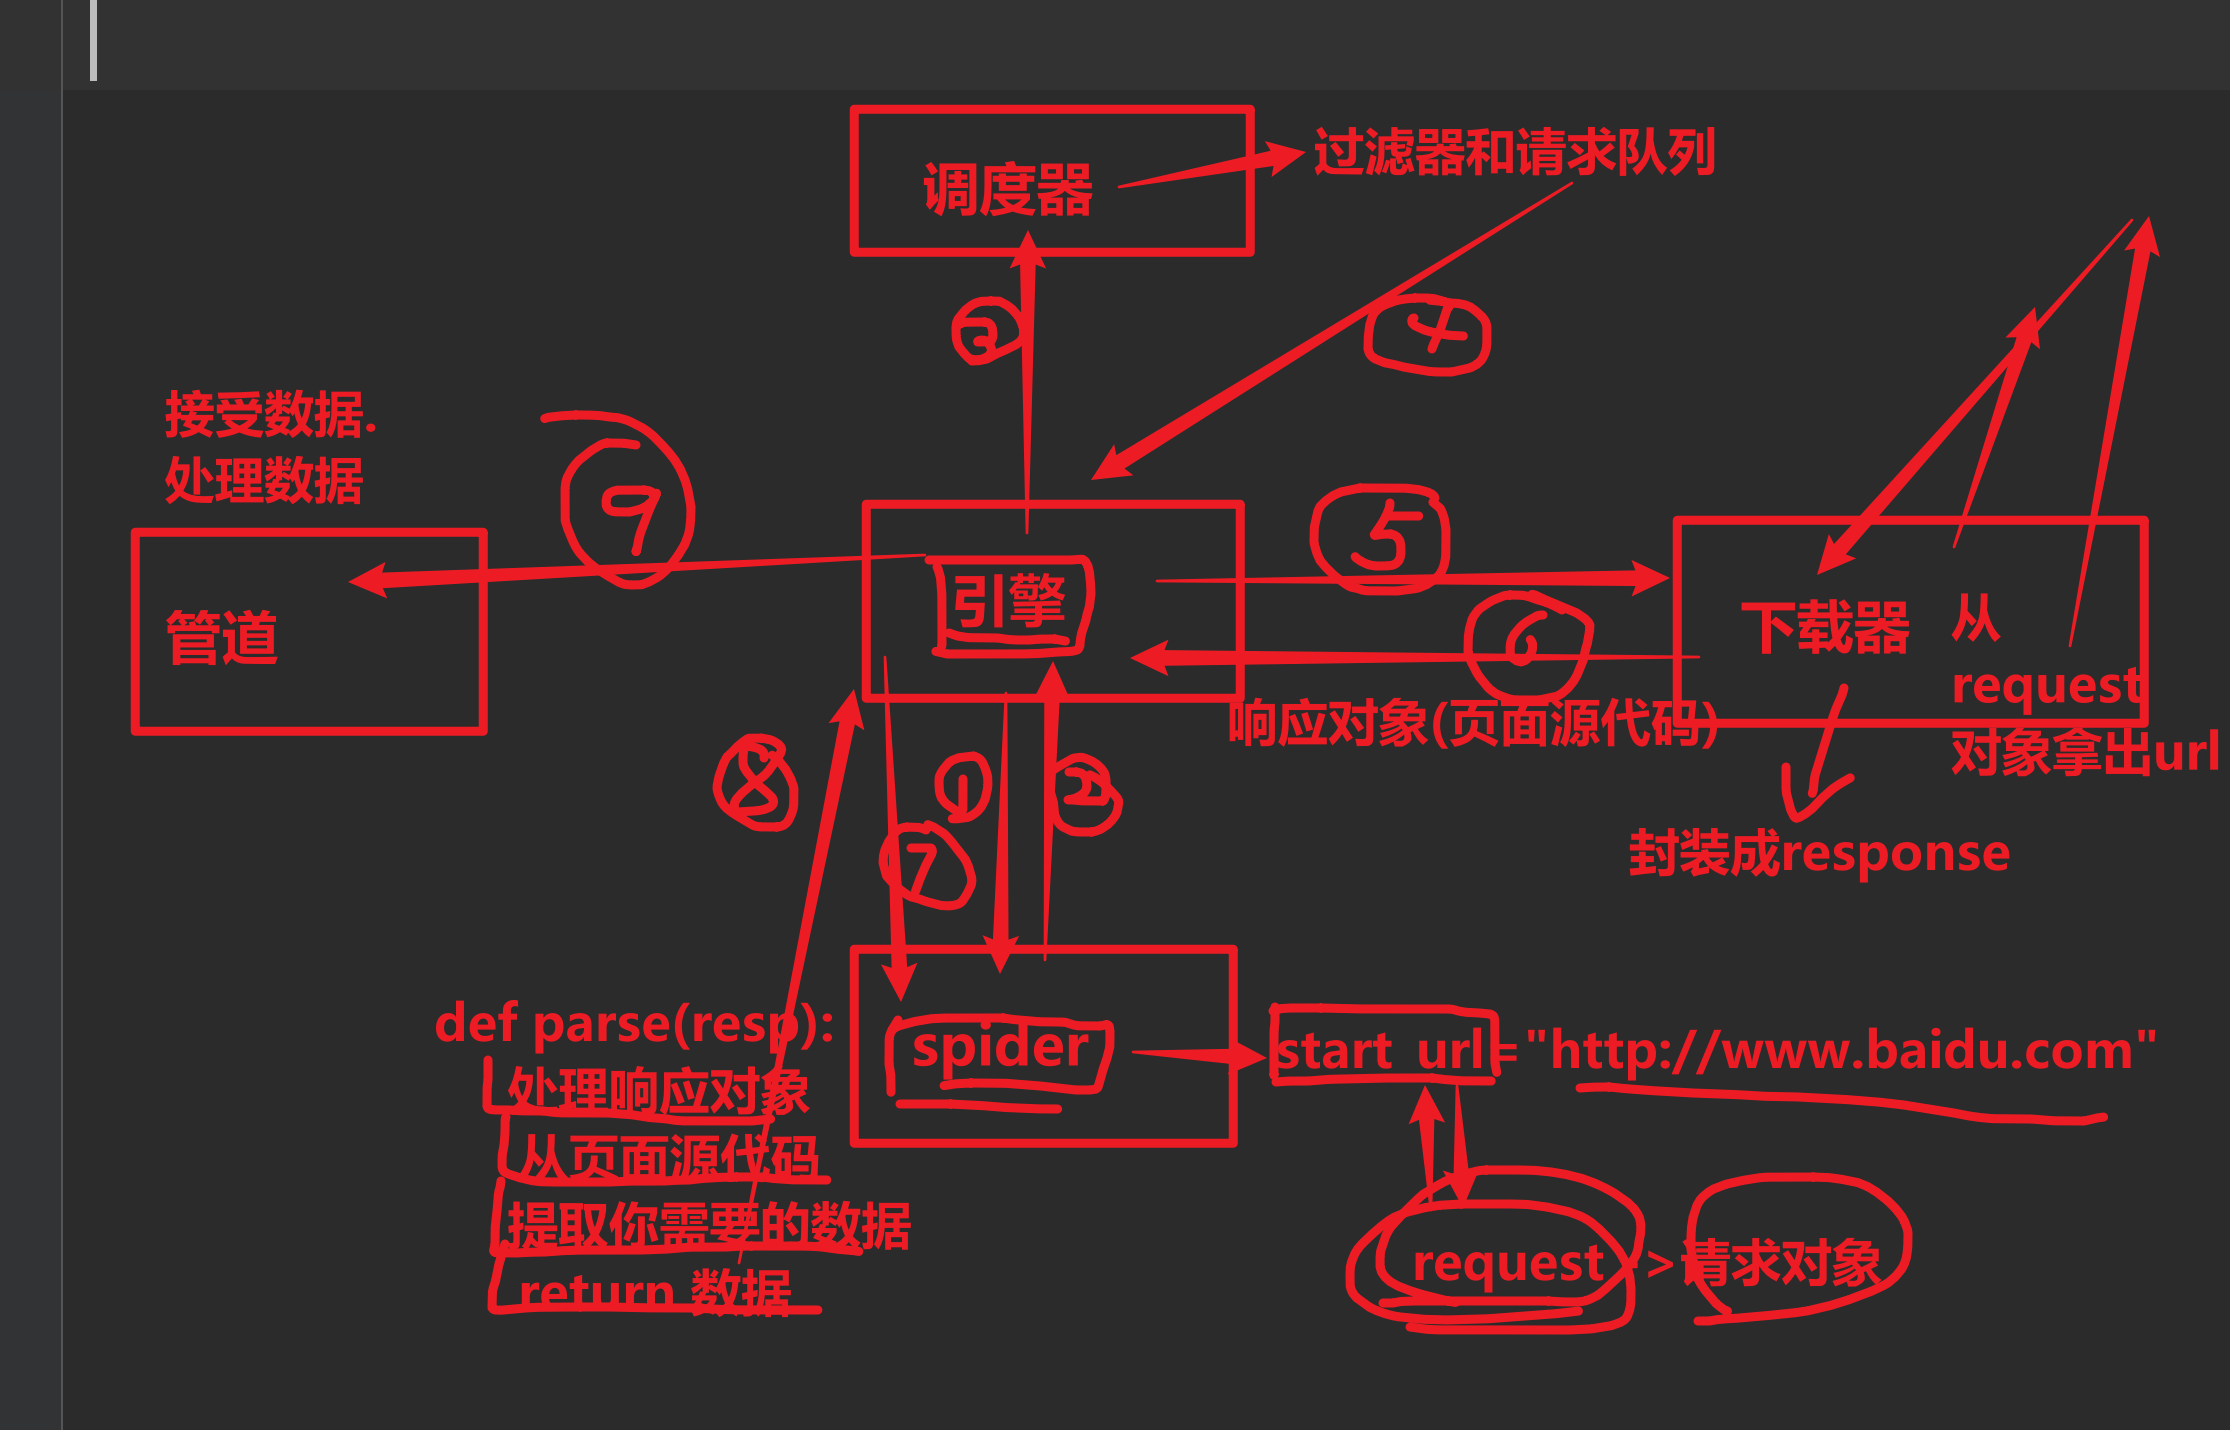 调度器
过滤器和请求队列
3
4
接受数据.
处理数据
9
5
管道
引擎
6
下载器
从
request
对象拿出url
响应对象(页面源代码)
8
1
2
7
封装成response
def parse(resp):
处理响应对象
从页面源代码
提取你需要的数据
return 数据
spider
start url="http://www.baidu.com"
request -> 请求对象